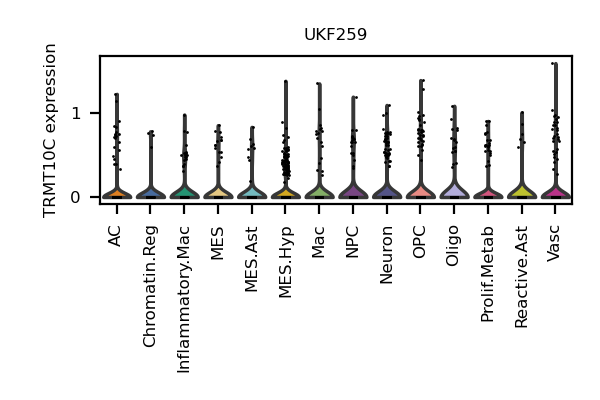 UKF259
TRMT10C expression
1
0
AC
Chromatin.Reg
Inflammatory.Mac
MES
MES.Ast
MES.Hyp
Mac
NPC
Neuron
OPC
Oligo
Prolif.Metab
Reactive.Ast
Vasc